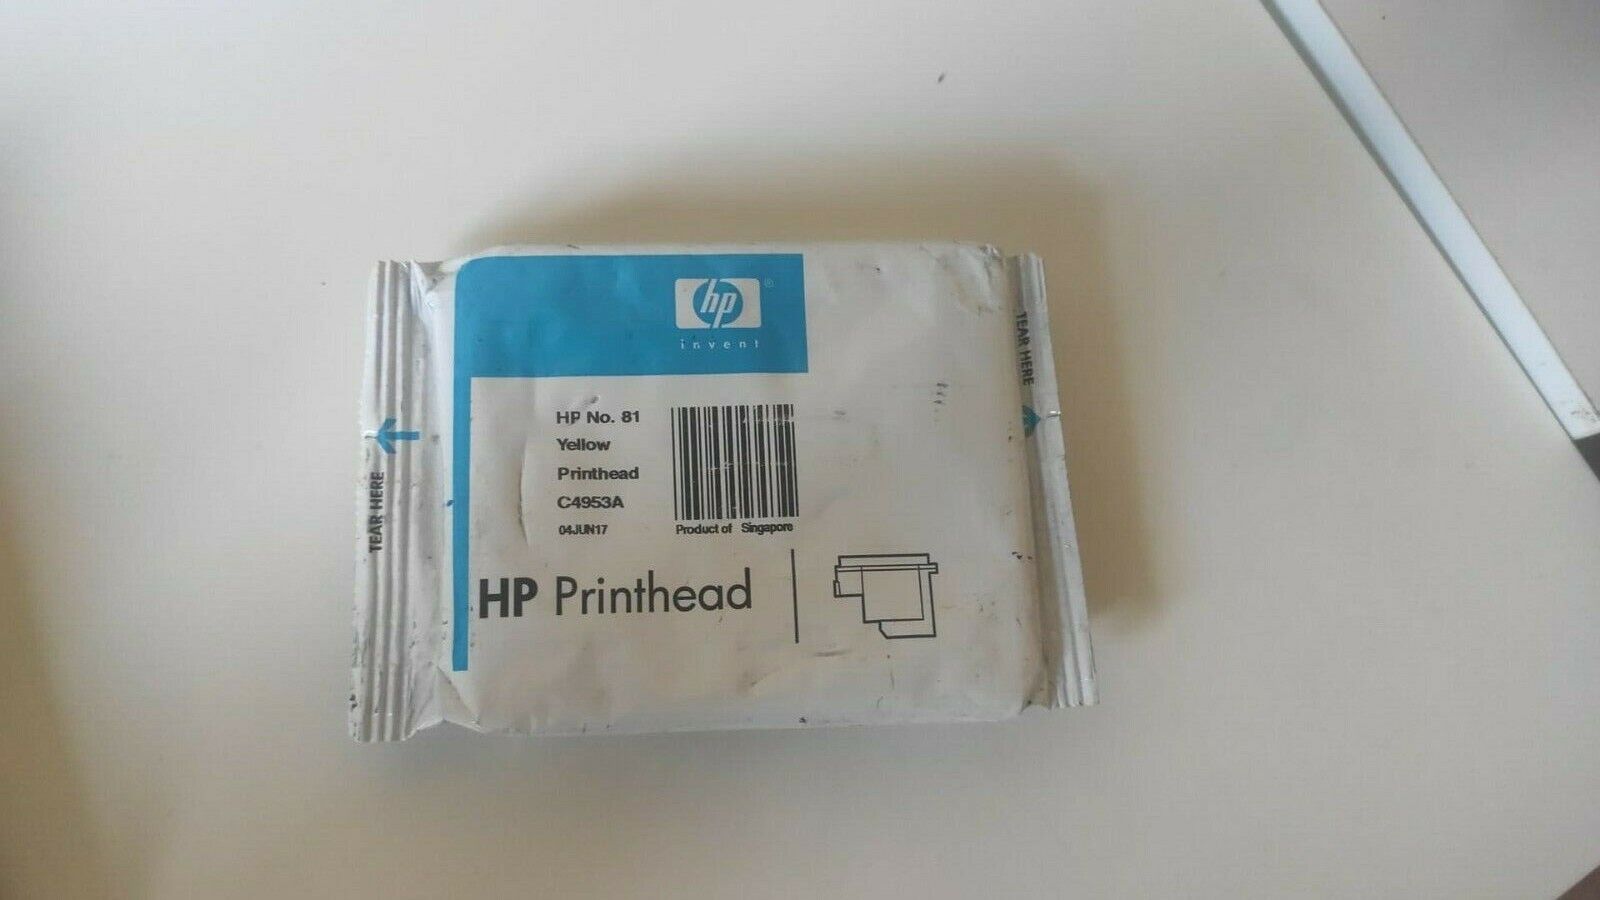 hp®
invent
HP No. 81
Yellow
Printhead
C4953A
04JUN17
Product of Singapore
HP Printhead
TEAR HERE
TEAR HERE